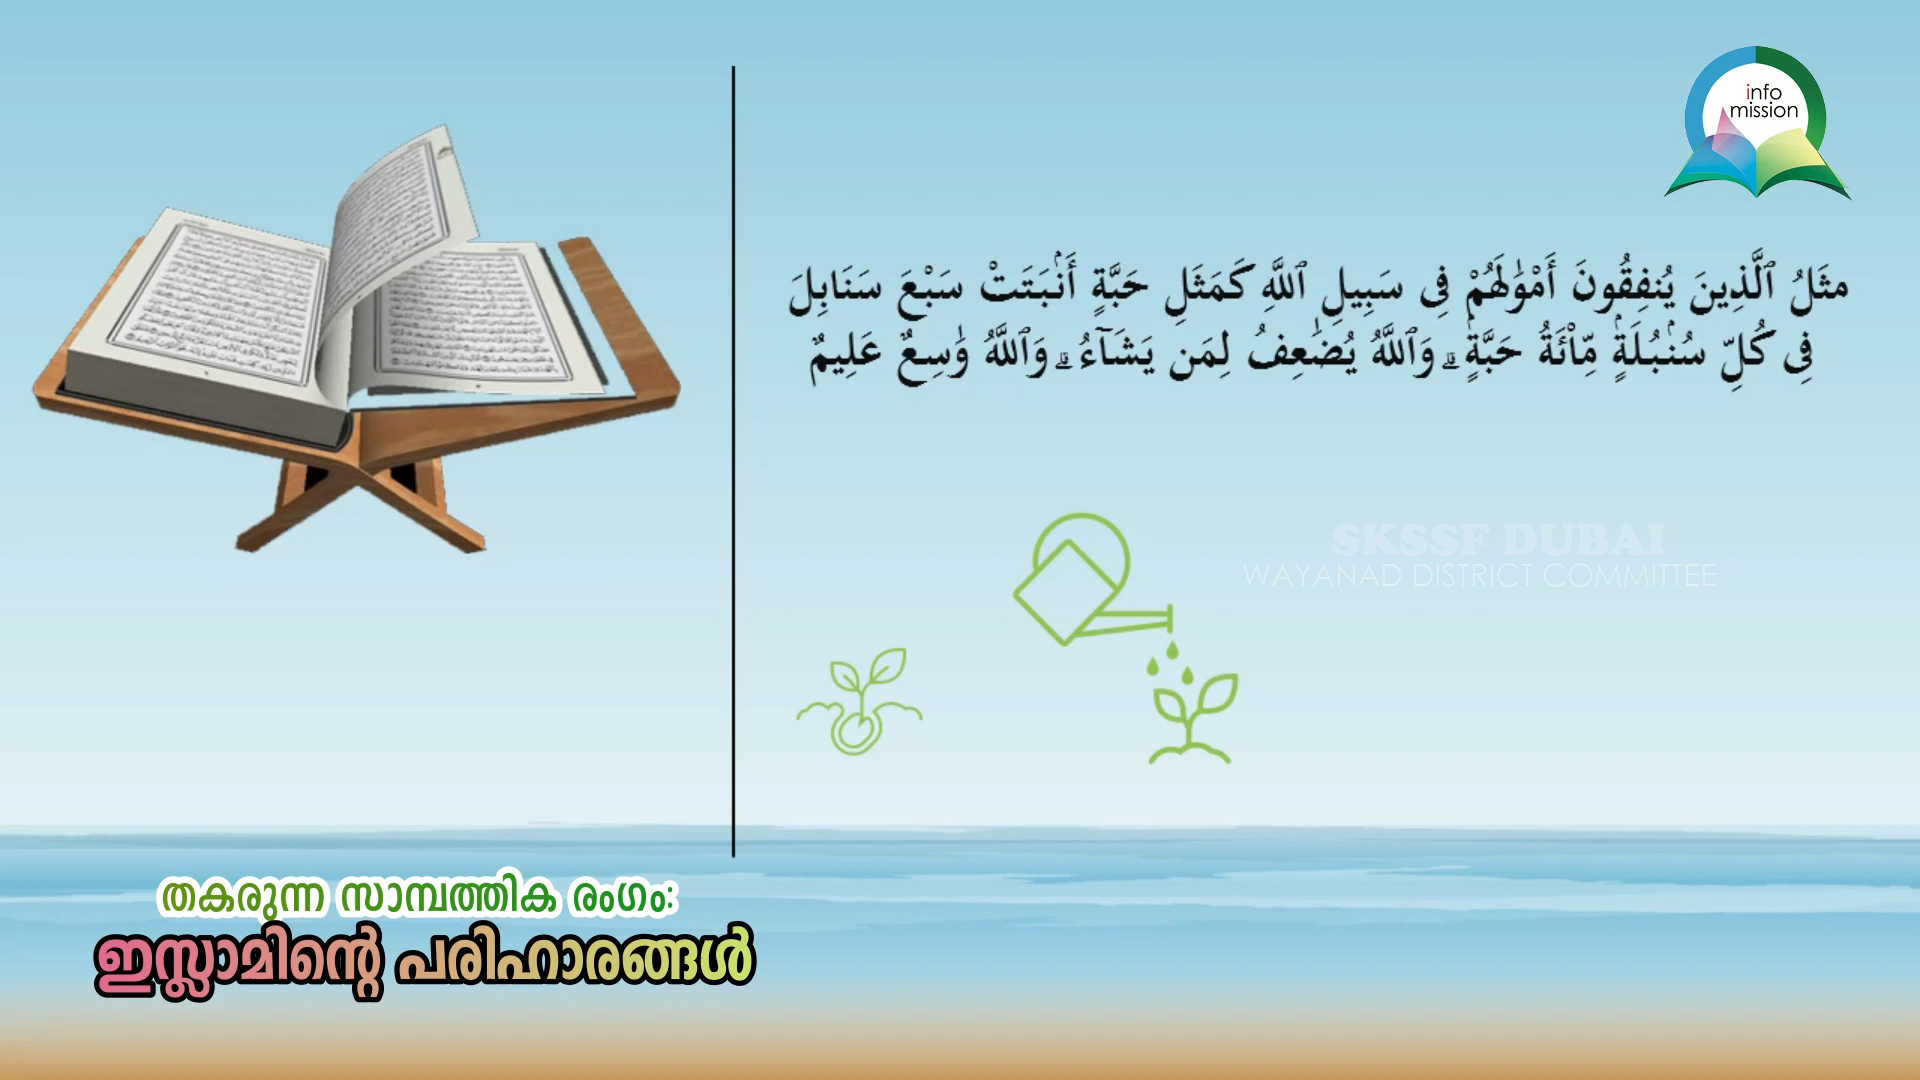 info
mission
مثَلُ ٱلَّذِينَ يُنفِقُونَ أَمْوَٰلَهُمْ فِى سَبِيلِ ٱللَّهِ كَمَثَلِ حَبَّةٍ أَنۢبَتَتْ سَبْعَ سَنَابِلَ
فِى كُلِّ سُنۢبُلَةٍۢ مِّا۟ئَةُ حَبَّةٍۢ ۗ وَٱللَّهُ يُضَٰعِفُ لِمَن يَشَآءُ ۗ وَٱللَّهُ وَٰسِعٌ عَلِيمٌ
SKSSF DUBAI
WAYANAD DISTRICT COMMITTEE
തകരുന്ന സാമ്പത്തിക രംഗം:
ഇസ്ലാമിന്റെ പരിഹാരങ്ങൾ